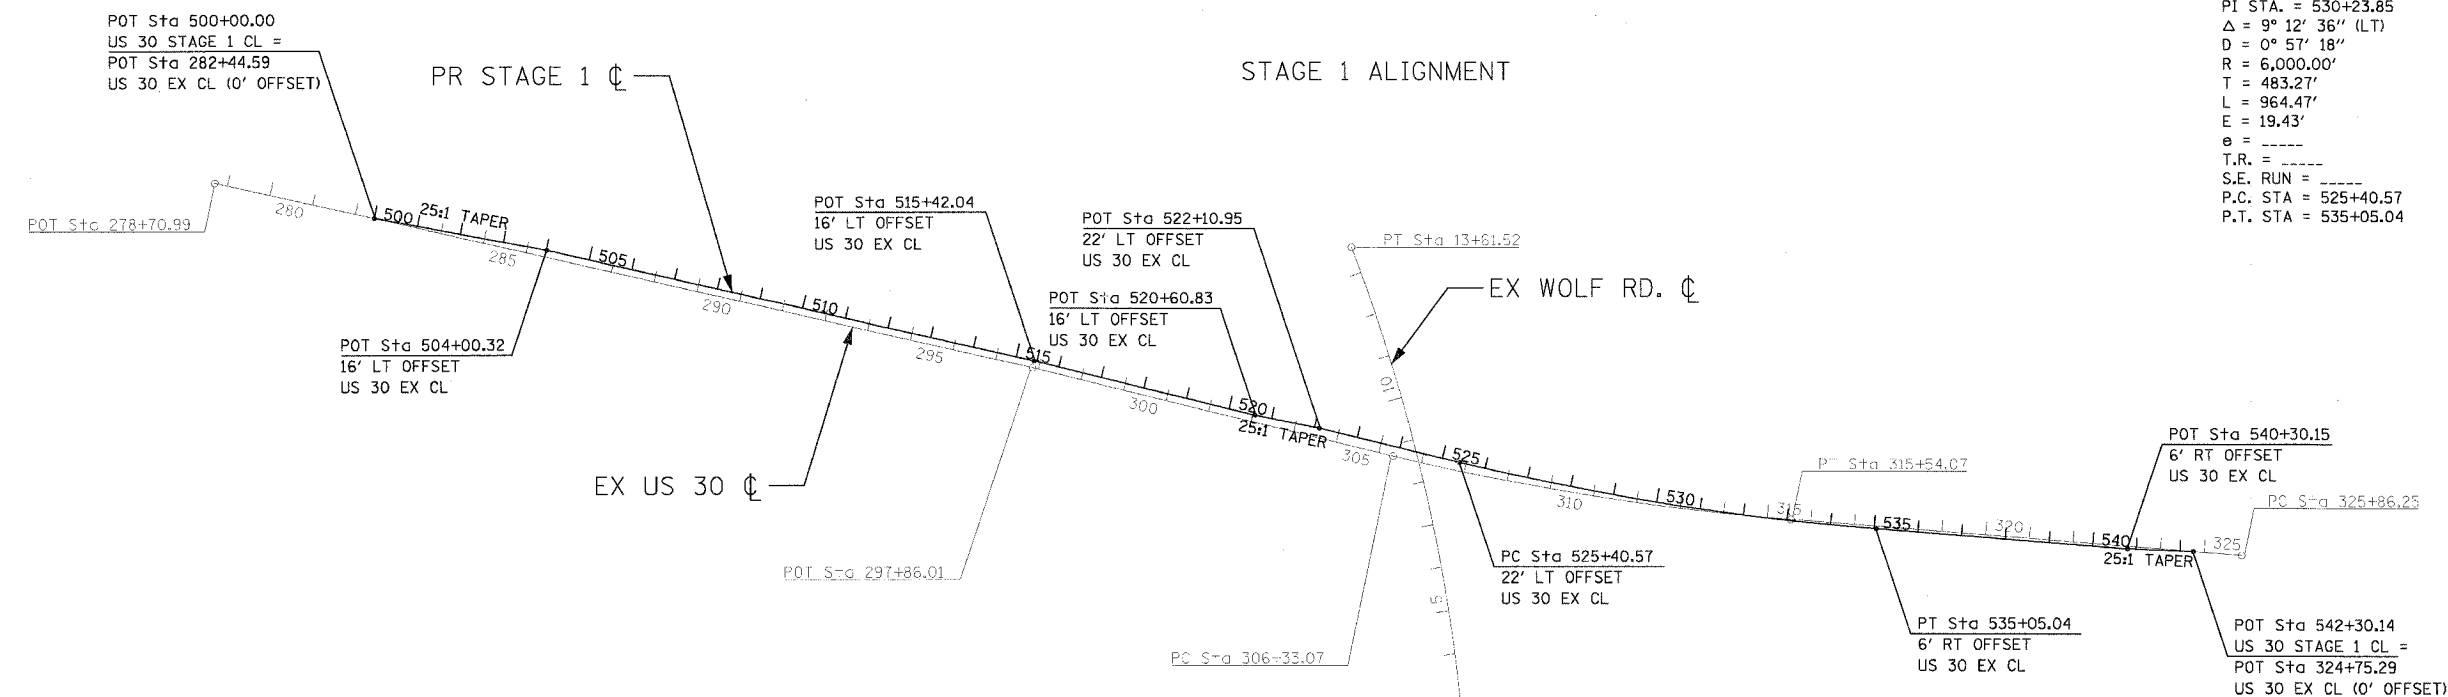 POT Sta 500+00.00
US 30 STAGE 1 CL =
POT Sta 282+44.59
US 30 EX CL (0' OFFSET)
PR STAGE 1 ℄
STAGE 1 ALIGNMENT
PI STA. = 530+23.85
Δ = 9° 12' 36" (LT)
D = 0° 57' 18"
R = 6,000.00'
T = 483.27'
L = 964.47'
E = 19.43'
e = _____
T.R. = _____
S.E. RUN = _____
P.C. STA = 525+40.57
P.T. STA = 535+05.04
POT Sta 278+70.99
280
500
25:1 TAPER
285
505
POT Sta 504+00.32
16' LT OFFSET
US 30 EX CL
290
510
295
515
POT Sta 515+42.04
16' LT OFFSET
US 30 EX CL
EX US 30 ℄
POT Sta 297+86.01
POT Sta 522+10.95
22' LT OFFSET
US 30 EX CL
POT Sta 520+60.83
16' LT OFFSET
US 30 EX CL
300
520
25:1 TAPER
305
PT Sta 13+61.52
EX WOLF RD. ℄
10
5
PC Sta 306+33.07
525
310
PC Sta 525+40.57
22' LT OFFSET
US 30 EX CL
530
315
PT Sta 315+54.07
535
320
PT Sta 535+05.04
6' RT OFFSET
US 30 EX CL
POT Sta 540+30.15
6' RT OFFSET
US 30 EX CL
540
25:1 TAPER
325
PC Sta 325+86.25
POT Sta 542+30.14
US 30 STAGE 1 CL =
POT Sta 324+75.29
US 30 EX CL (0' OFFSET)